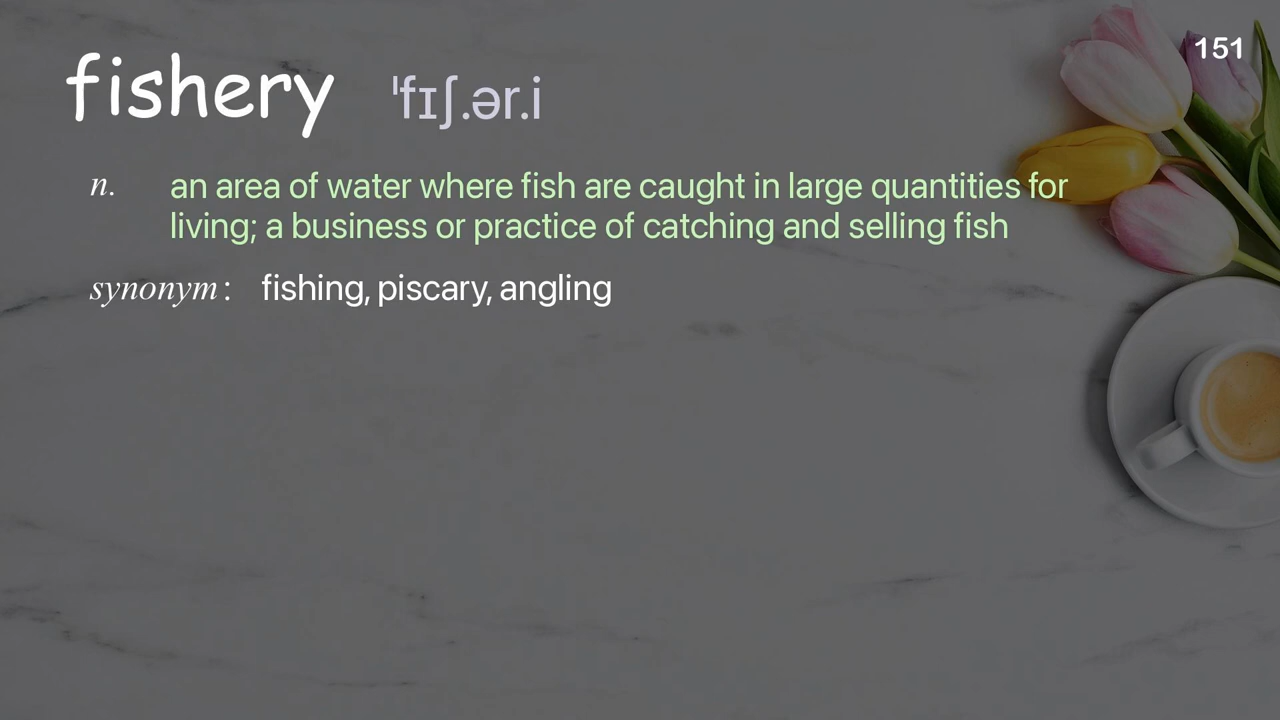 151
fishery ˈfɪʃ.ər.i
n. an area of water where fish are caught in large quantities for
living; a business or practice of catching and selling fish
synonym: fishing, piscary, angling